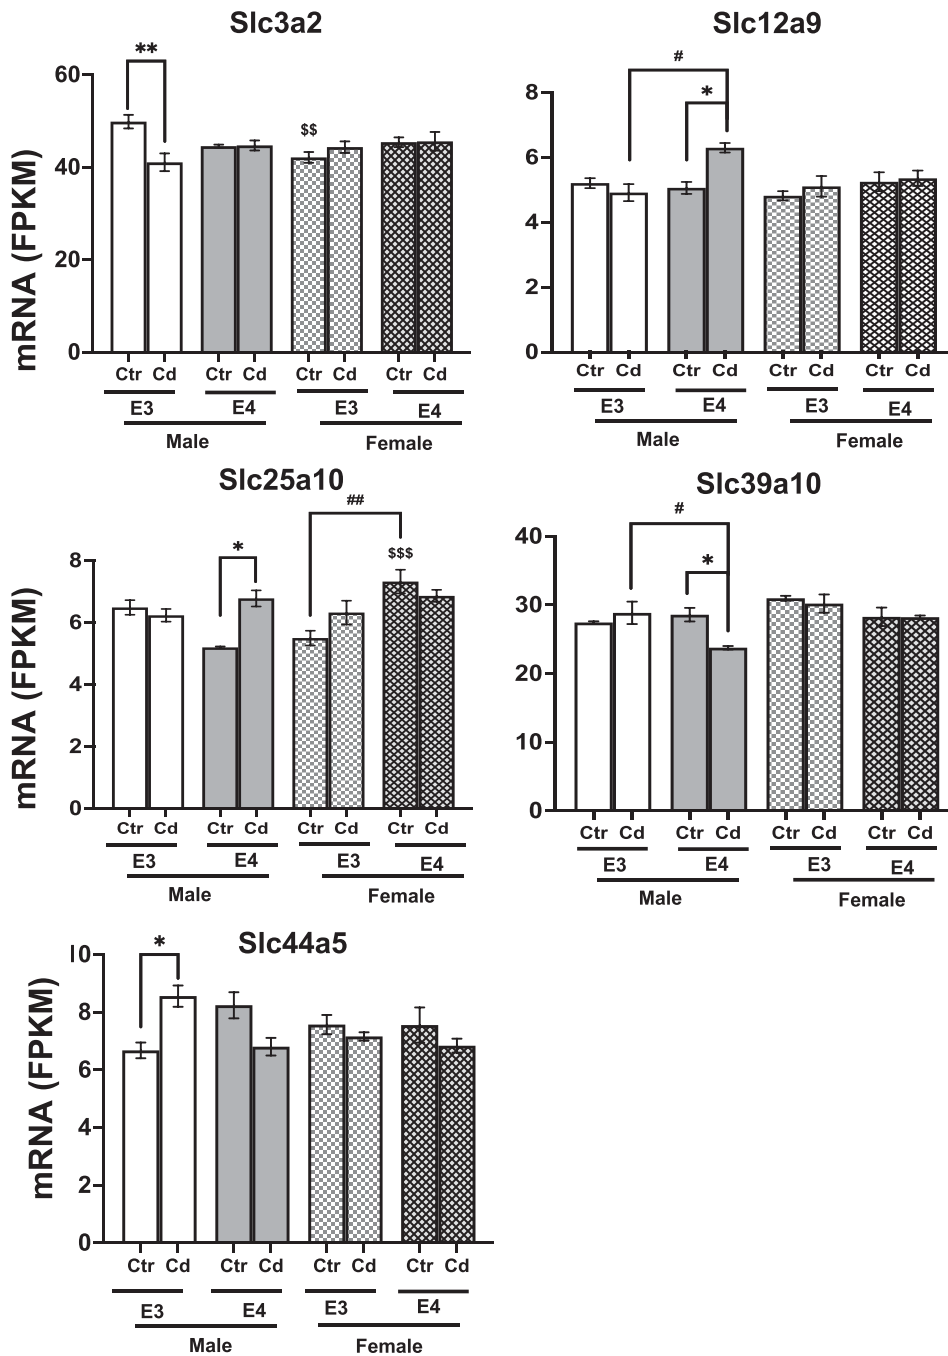 Slc3a2
mRNA (FPKM)
60
40
20
0
**
$$
Ctr Cd Ctr Cd Ctr Cd Ctr Cd
E3 E4 E3 E4
Male Female
Slc12a9
8
6
4
2
0
#
*
Ctr Cd Ctr Cd Ctr Cd Ctr Cd
E3 E4 E3 E4
Male Female
Slc25a10
mRNA (FPKM)
8
6
4
2
0
##
*
$$$
Ctr Cd Ctr Cd Ctr Cd Ctr Cd
E3 E4 E3 E4
Male Female
Slc39a10
40
30
20
10
0
#
*
Ctr Cd Ctr Cd Ctr Cd Ctr Cd
E3 E4 E3 E4
Male Female
Slc44a5
mRNA (FPKM)
10
8
6
4
2
0
*
Ctr Cd Ctr Cd Ctr Cd Ctr Cd
E3 E4 E3 E4
Male Female